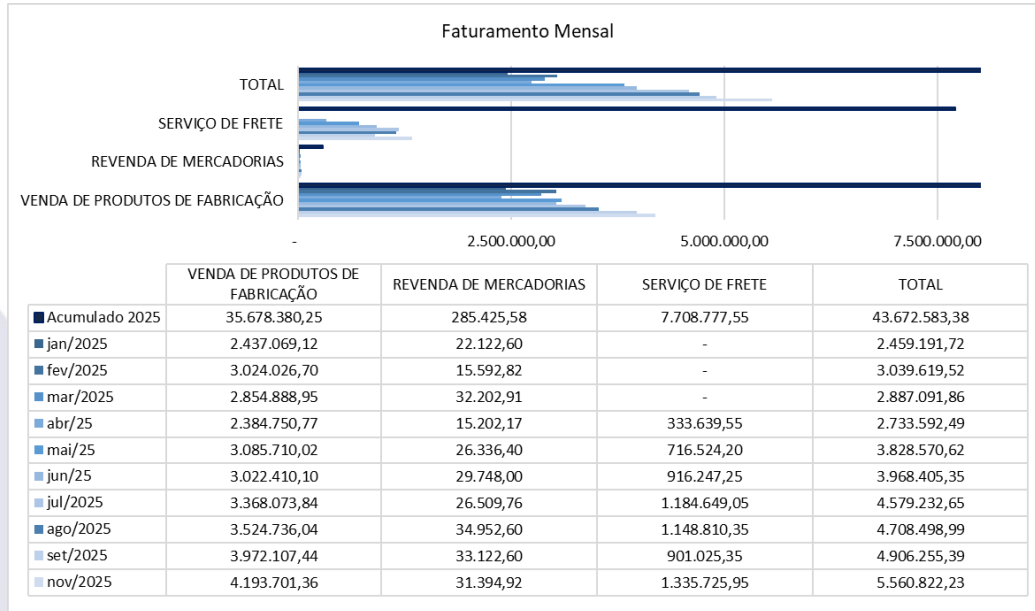 Faturamento Mensal
TOTAL
SERVIÇO DE FRETE
REVENDA DE MERCADORIAS
VENDA DE PRODUTOS DE FABRICAÇÃO
- 2.500.000,00 5.000.000,00 7.500.000,00
VENDA DE PRODUTOS DE FABRICAÇÃO REVENDA DE MERCADORIAS SERVIÇO DE FRETE TOTAL
Acumulado 2025 35.678.380,25 285.425,58 7.708.777,55 43.672.583,38
jan/2025 2.437.069,12 22.122,60 - 2.459.191,72
fev/2025 3.024.026,70 15.592,82 - 3.039.619,52
mar/2025 2.854.888,95 32.202,91 - 2.887.091,86
abr/25 2.384.750,77 15.202,17 333.639,55 2.733.592,49
mai/25 3.085.710,02 26.336,40 716.524,20 3.828.570,62
jun/25 3.022.410,10 29.748,00 916.247,25 3.968.405,35
jul/2025 3.368.073,84 26.509,76 1.184.649,05 4.579.232,65
ago/2025 3.524.736,04 34.952,60 1.148.810,35 4.708.498,99
set/2025 3.972.107,44 33.122,60 901.025,35 4.906.255,39
nov/2025 4.193.701,36 31.394,92 1.335.725,95 5.560.822,23